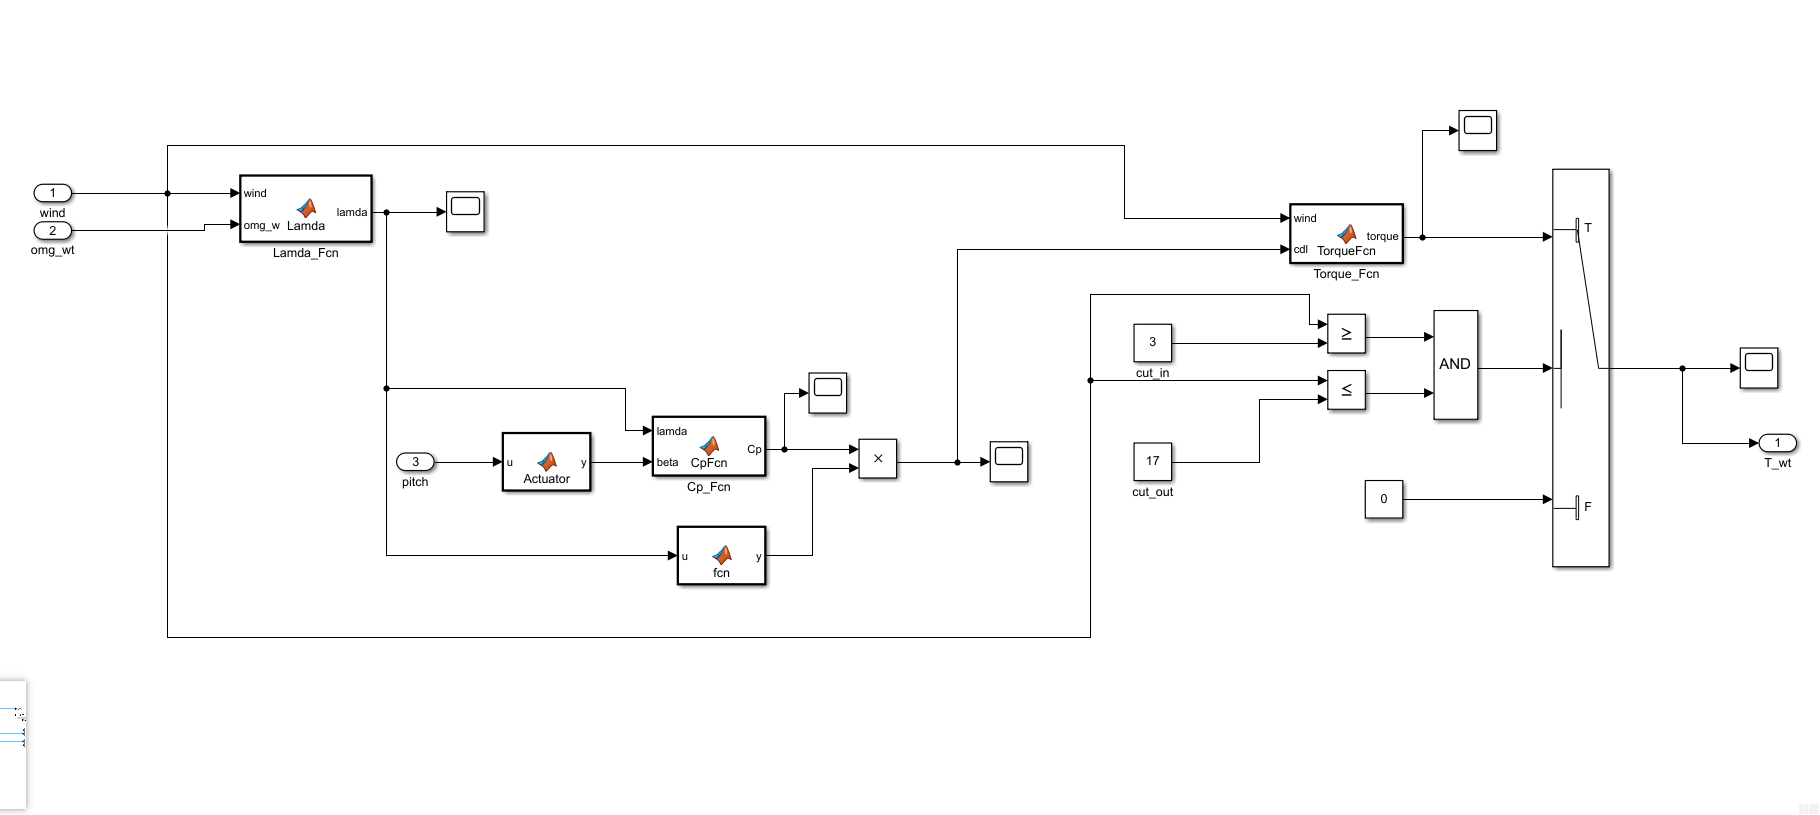 1
wind
2
omg_wt
wind
omg_w
Lamda
lamda
Lamda_Fcn
wind
cdl
TorqueFcn
torque
Torque_Fcn
T
3
cut_in
≥
≤
AND
17
cut_out
0
F
1
T_wt
3
pitch
u
Actuator
y
lamda
beta
CpFcn
Cp
Cp_Fcn
×
u
fcn
y